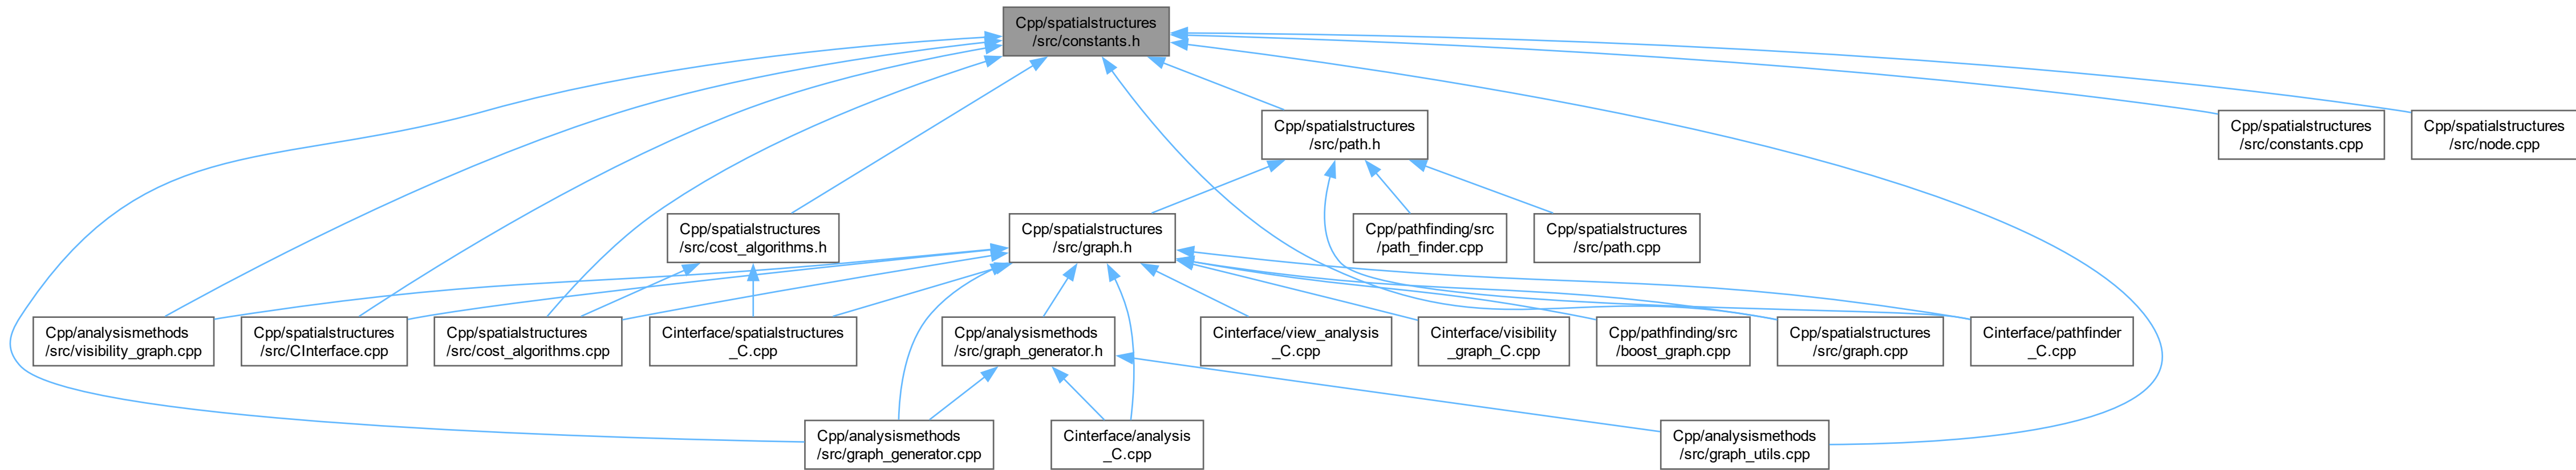 Cpp/spatialstructures
/src/constants.h
Cpp/spatialstructures
/src/path.h
Cpp/spatialstructures
/src/constants.cpp
Cpp/spatialstructures
/src/node.cpp
Cpp/spatialstructures
/src/cost_algorithms.h
Cpp/spatialstructures
/src/graph.h
Cpp/pathfinding/src
/path_finder.cpp
Cpp/spatialstructures
/src/path.cpp
Cpp/analysismethods
/src/visibility_graph.cpp
Cpp/spatialstructures
/src/CInterface.cpp
Cpp/spatialstructures
/src/cost_algorithms.cpp
Cinterface/spatialstructures
_C.cpp
Cpp/analysismethods
/src/graph_generator.h
Cinterface/view_analysis
_C.cpp
Cinterface/visibility
_graph_C.cpp
Cpp/pathfinding/src
/boost_graph.cpp
Cpp/spatialstructures
/src/graph.cpp
Cinterface/pathfinder
_C.cpp
Cpp/analysismethods
/src/graph_generator.cpp
Cinterface/analysis
_C.cpp
Cpp/analysismethods
/src/graph_utils.cpp